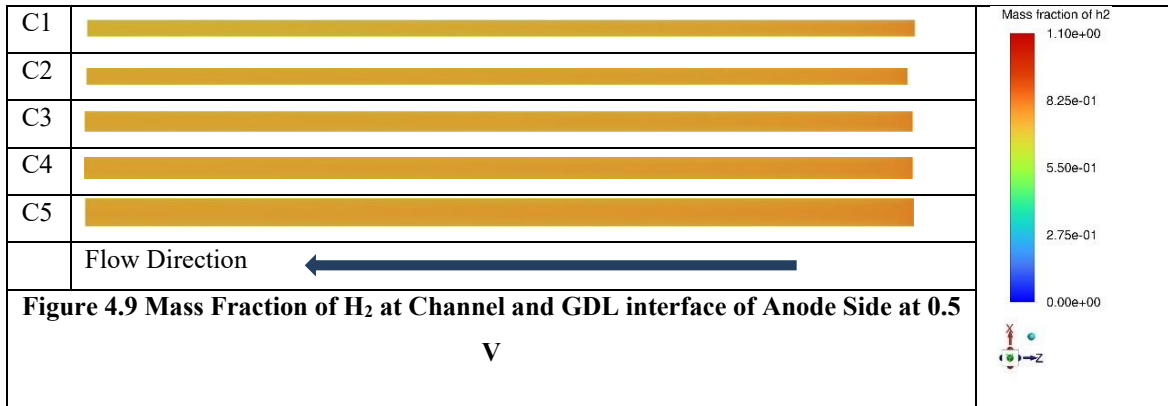 C1
C2
C3
C4
C5
Flow Direction
Figure 4.9 Mass Fraction of H₂ at Channel and GDL interface of Anode Side at 0.5
V
Mass fraction of h2
1.10e+00
8.25e-01
5.50e-01
2.75e-01
0.00e+00
X
Z